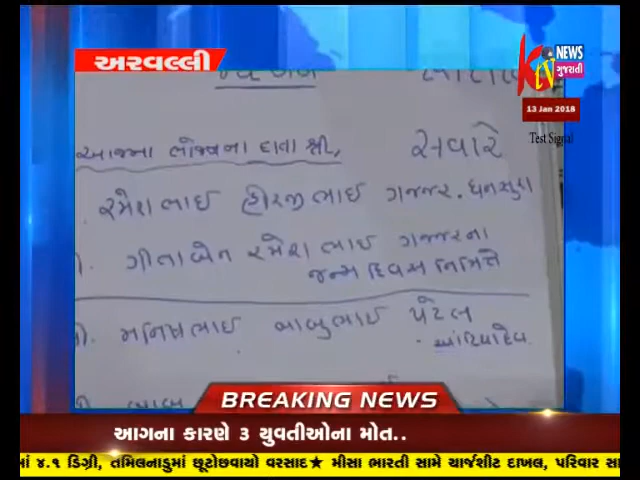 અરવલ્લી
KTV NEWS ગુજરાતી
13 Jan 2018
Test Signal
આજના ભોજનના દાતા શ્રી,
સવારે
રમેશભાઈ હીરજીભાઈ ગજ્જર. ધનસુરા
ગીતાબેન રમેશભાઈ ગજ્જરના
જન્મ દિવસ નિમિત્તે
મનિષભાઈ બાબુભાઈ પટેલ
BREAKING NEWS
આગના કારણે 3 યુવતીઓના મોત..
માં ૪.૧ ડિગ્રી, તમિલનાડુમાં છૂટોછવાયો વરસાદ★ મીસા ભારતી સામે ચાર્જશીટ દાખલ, પરિવાર સા